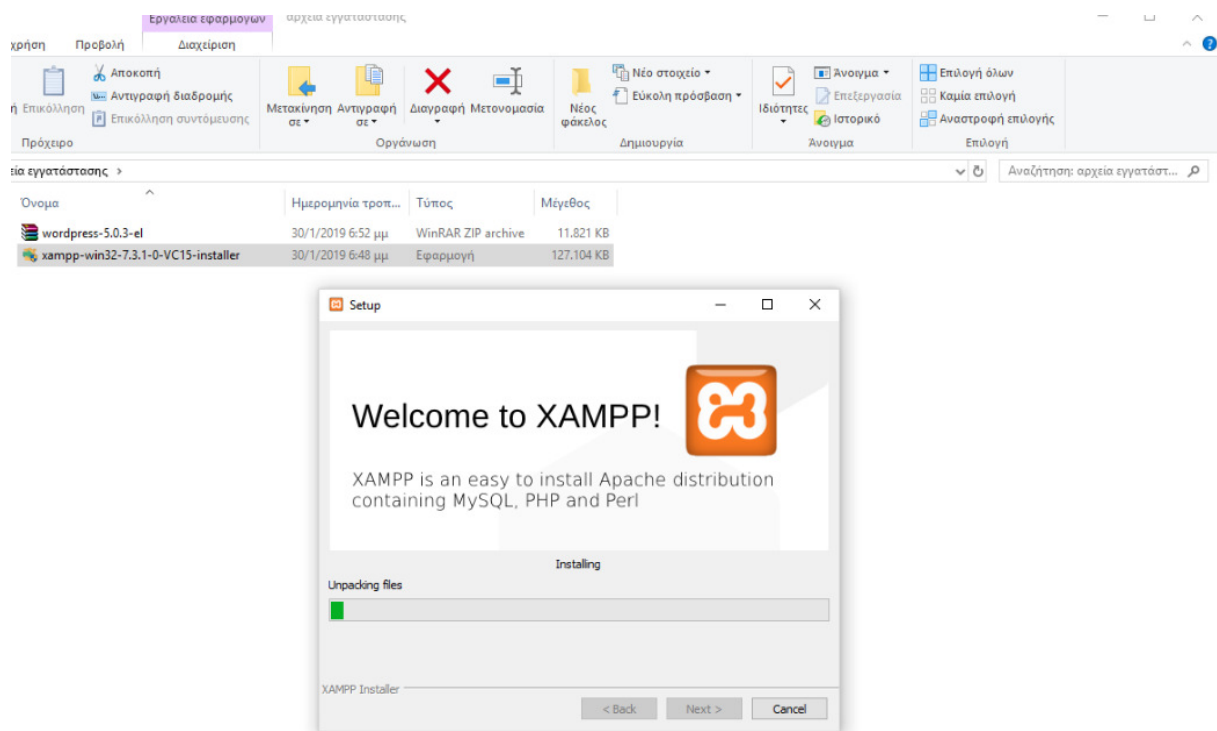 Εργαλεία εφαρμογών αρχεία εγγατάστασης
χρήση Προβολή Διαχείριση
Επικόλληση
Αποκοπή
Αντιγραφή διαδρομής
Επικόλληση συντόμευσης
Πρόχειρο
Μετακίνηση σε
Αντιγραφή σε
Διαγραφή
Μετονομασία
Οργάνωση
Νέος φάκελος
Νέο στοιχείο
Εύκολη πρόσβαση
Δημιουργία
Ιδιότητες
Άνοιγμα
Επεξεργασία
Ιστορικό
Άνοιγμα
Επιλογή όλων
Καμία επιλογή
Αναστροφή επιλογής
Επιλογή
εία εγγατάστασης >
Αναζήτηση: αρχεία εγγατάστ...
Όνομα Ημερομηνία τροπ... Τύπος Μέγεθος
wordpress-5.0.3-el 30/1/2019 6:52 μμ WinRAR ZIP archive 11.821 KB
xampp-win32-7.3.1-0-VC15-installer 30/1/2019 6:48 μμ Εφαρμογή 127.104 KB
Setup
Welcome to XAMPP!
XAMPP is an easy to install Apache distribution
containing MySQL, PHP and Perl
Installing
Unpacking files
XAMPP Installer
< Back Next > Cancel